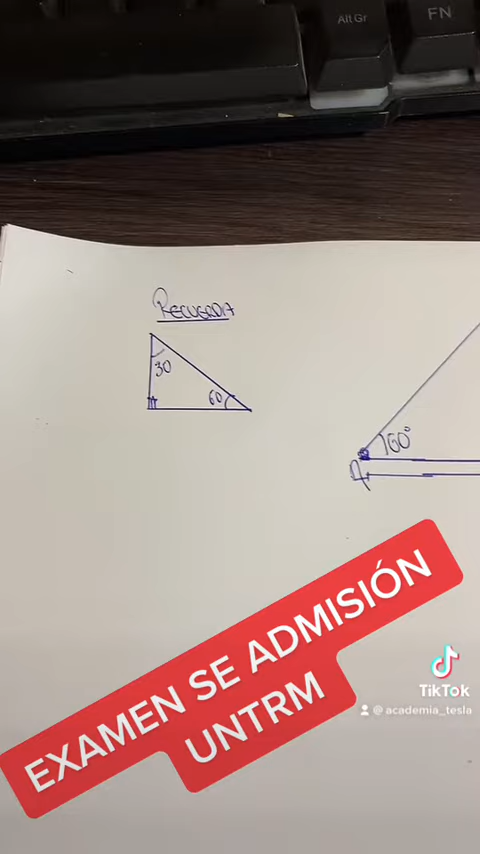 Alt Gr
FN
RECUERDA
30
60
60°
A
EXAMEN SE ADMISIÓN
UNTRM
TikTok
@academia_tesla